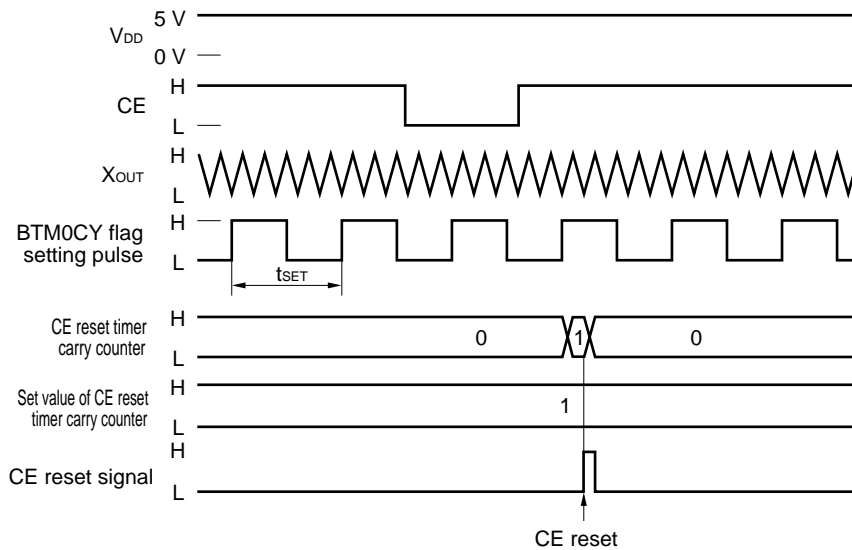 5 V
VDD
0 V
H
CE
L
H
XOUT
L
H
BTM0CY flag
setting pulse
L
tSET
H
CE reset timer
carry counter
0 1 0
L
H
Set value of CE reset
timer carry counter
1
L
H
CE reset signal
L
CE reset